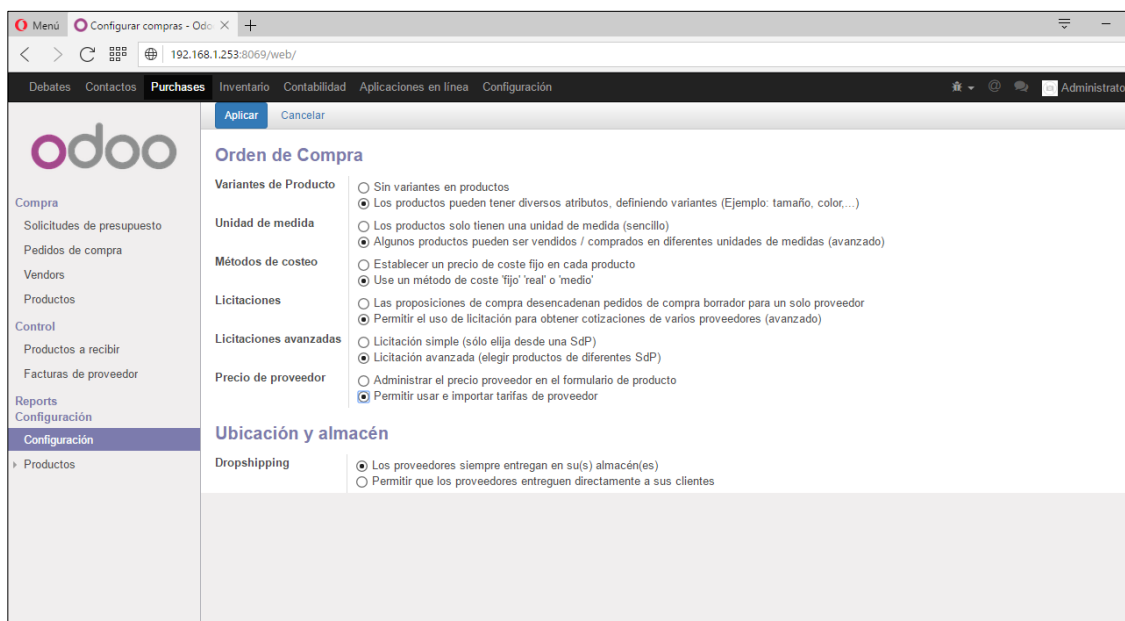 Menú
Configurar compras - Odo
192.168.1.253:8069/web/
Debates Contactos Purchases Inventario Contabilidad Aplicaciones en línea Configuración @ Administrato
Aplicar Cancelar
odoo
Compra
Solicitudes de presupuesto
Pedidos de compra
Vendors
Productos
Control
Productos a recibir
Facturas de proveedor
Reports
Configuración
Configuración
Productos
Orden de Compra
Variantes de Producto
Sin variantes en productos
Los productos pueden tener diversos atributos, definiendo variantes (Ejemplo: tamaño, color,...)
Unidad de medida
Los productos solo tienen una unidad de medida (sencillo)
Algunos productos pueden ser vendidos / comprados en diferentes unidades de medidas (avanzado)
Métodos de costeo
Establecer un precio de coste fijo en cada producto
Use un método de coste 'fijo' 'real' o 'medio'
Licitaciones
Las proposiciones de compra desencadenan pedidos de compra borrador para un solo proveedor
Permitir el uso de licitación para obtener cotizaciones de varios proveedores (avanzado)
Licitaciones avanzadas
Licitación simple (sólo elija desde una SdP)
Licitación avanzada (elegir productos de diferentes SdP)
Precio de proveedor
Administrar el precio proveedor en el formulario de producto
Permitir usar e importar tarifas de proveedor
Ubicación y almacén
Dropshipping
Los proveedores siempre entregan en su(s) almacén(es)
Permitir que los proveedores entreguen directamente a sus clientes